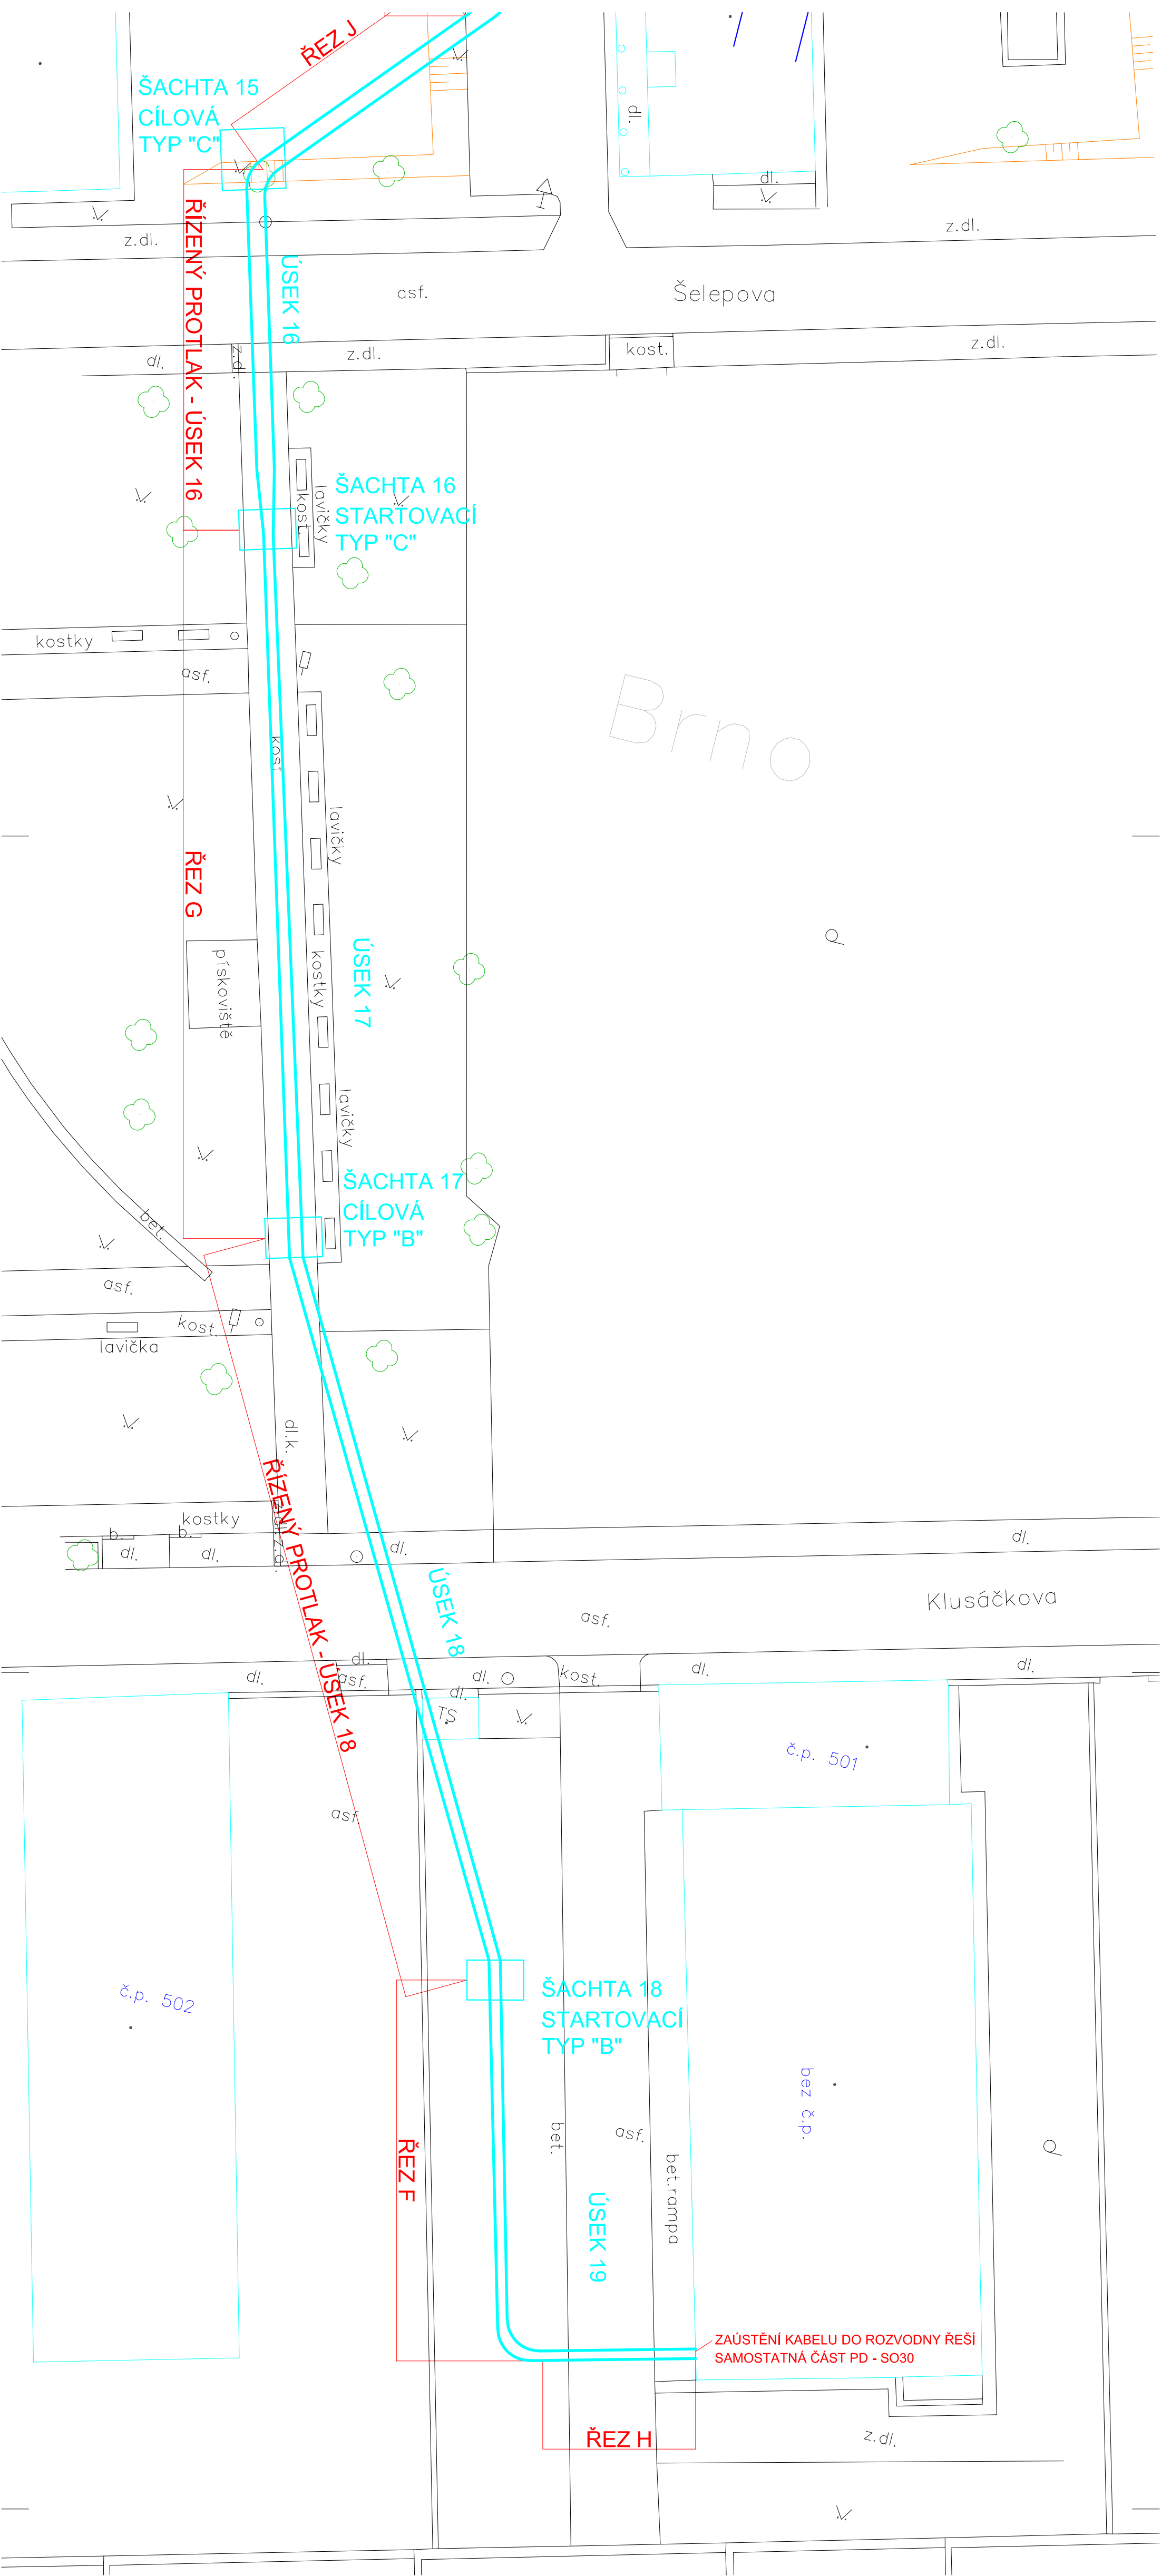 ŘEZ J
ŠACHTA 15
CÍLOVÁ
TYP "C"
dl.
dl.
z.dl.
z.dl.
ŘÍZENÝ PROTLAK - ÚSEK 16
ÚSEK 16
asf.
Šelepova
z.dl.
dl.
z.dl.
kost.
z.dl.
ŠACHTA 16
STARTOVACÍ
TYP "C"
lavičky
kost.
kostky
asf.
Brno
kost
lavičky
ŘEZ G
pískoviště
kostky
ÚSEK 17
lavičky
ŠACHTA 17
CÍLOVÁ
TYP "B"
bet.
asf.
kost.
lavička
dl.k.
ŘÍZENÝ PROTLAK - ÚSEK 18
kostky
b.
b.
dl.
dl.
z.d.
dl.
dl.
ÚSEK 18
Klusáčkova
asf.
dl.
dl.
asf.
dl.
dl.
kost.
dl.
dl.
TS
č.p. 501
asf.
č.p. 502
ŠACHTA 18
STARTOVACÍ
TYP "B"
bez č.p.
bet.
asf.
bet.rampa
ŘEZ F
ÚSEK 19
ZAÚSTĚNÍ KABELU DO ROZVODNY ŘEŠÍ
SAMOSTATNÁ ČÁST PD - SO30
ŘEZ H
z.dl.